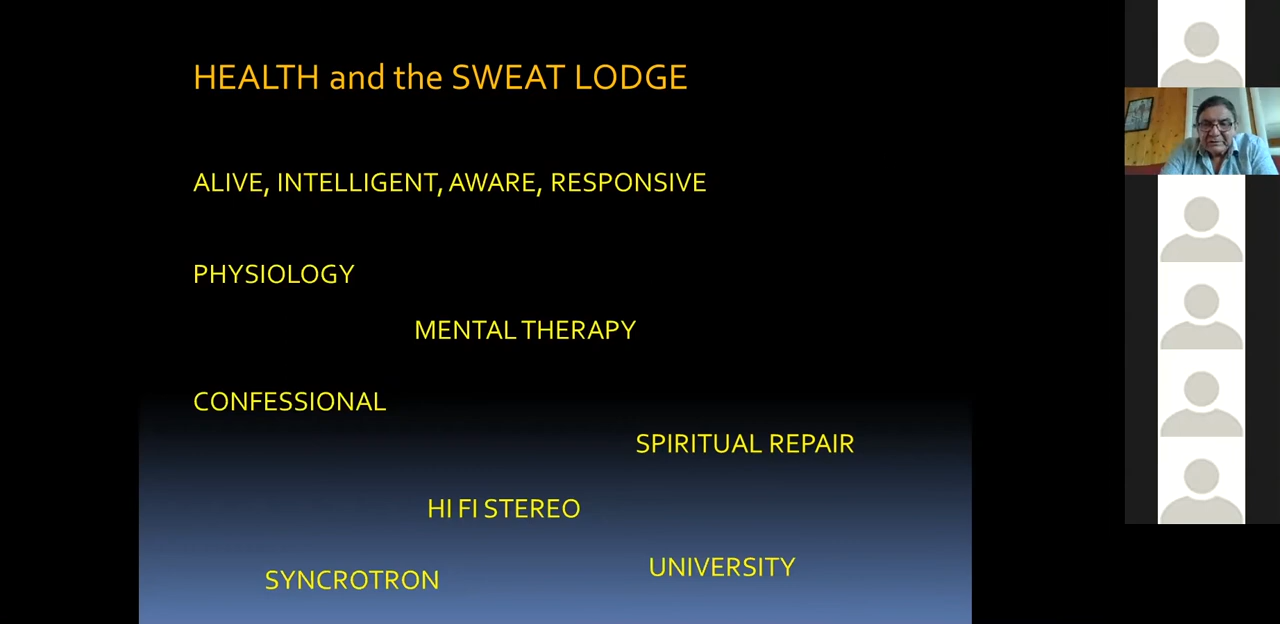 HEALTH and the SWEAT LODGE
ALIVE, INTELLIGENT, AWARE, RESPONSIVE
PHYSIOLOGY
MENTAL THERAPY
CONFESSIONAL
SPIRITUAL REPAIR
HI FI STEREO
UNIVERSITY
SYNCROTRON